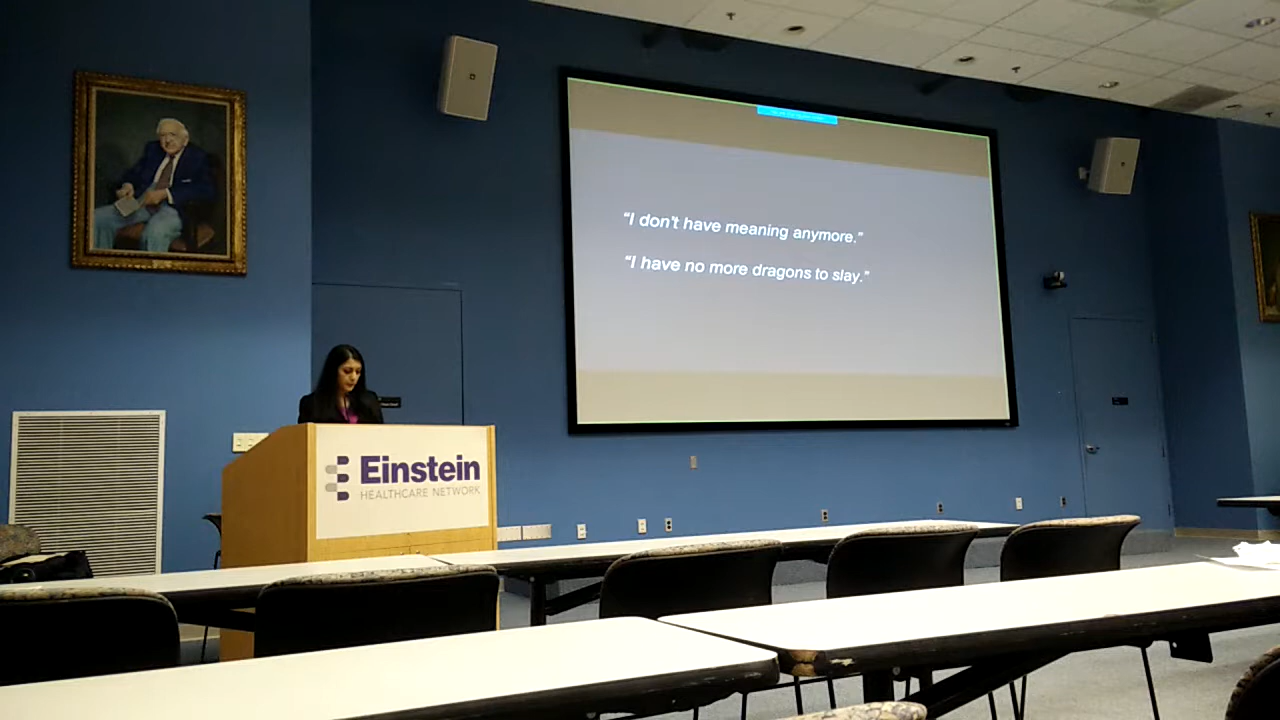 “I don't have meaning anymore.”
“I have no more dragons to slay.”
Einstein
HEALTHCARE NETWORK